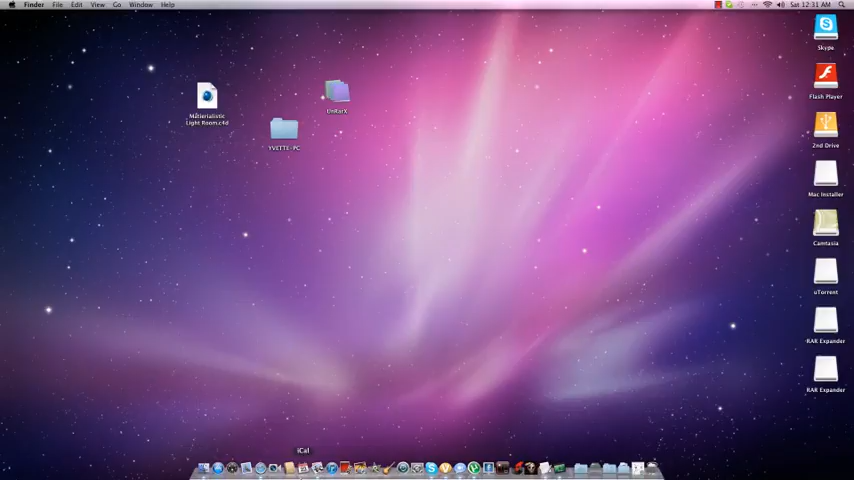 Finder File Edit View Go Window Help
Sat 12:31 AM
Skype
Materialistic
Light Room.c4d
UnRarX
YVETTE-PC
Flash Player
2nd Drive
Mac Installer
Camtasia
uTorrent
RAR Expander
RAR Expander
iCal